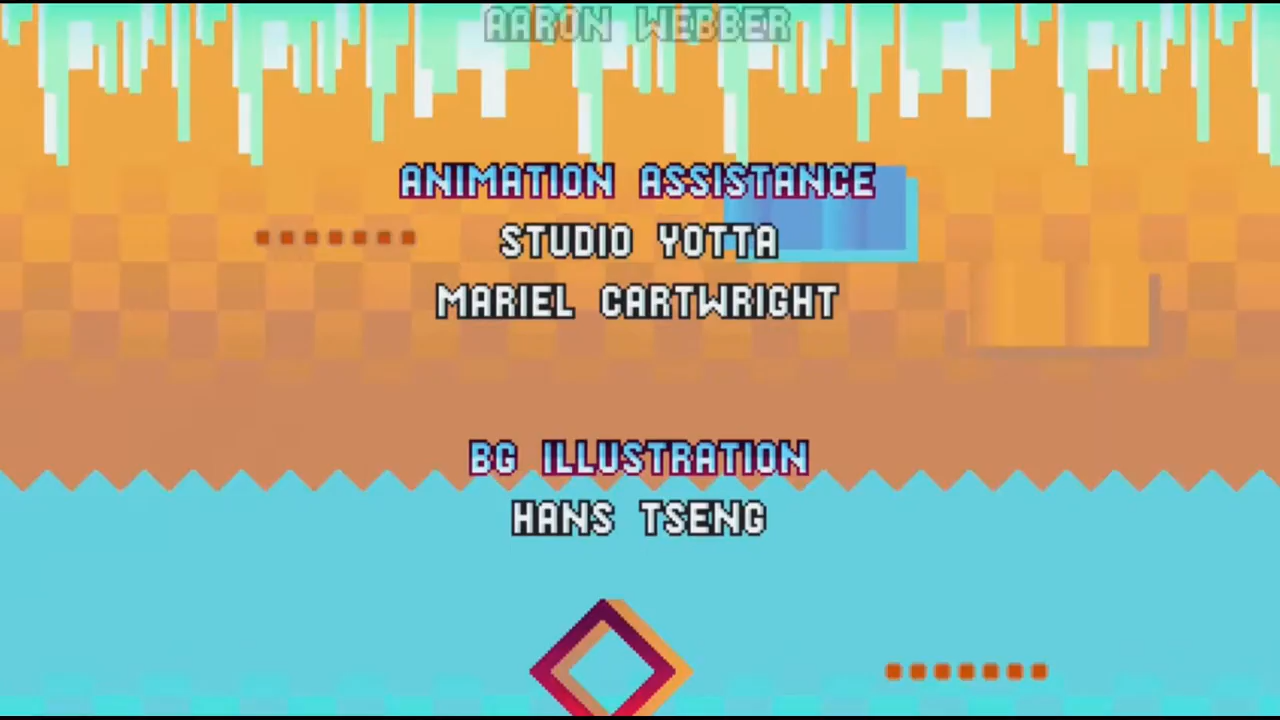 AARON WEBBER
ANIMATION ASSISTANCE
STUDIO YOTTA
MARIEL CARTWRIGHT
BG ILLUSTRATION
HANS TSENG